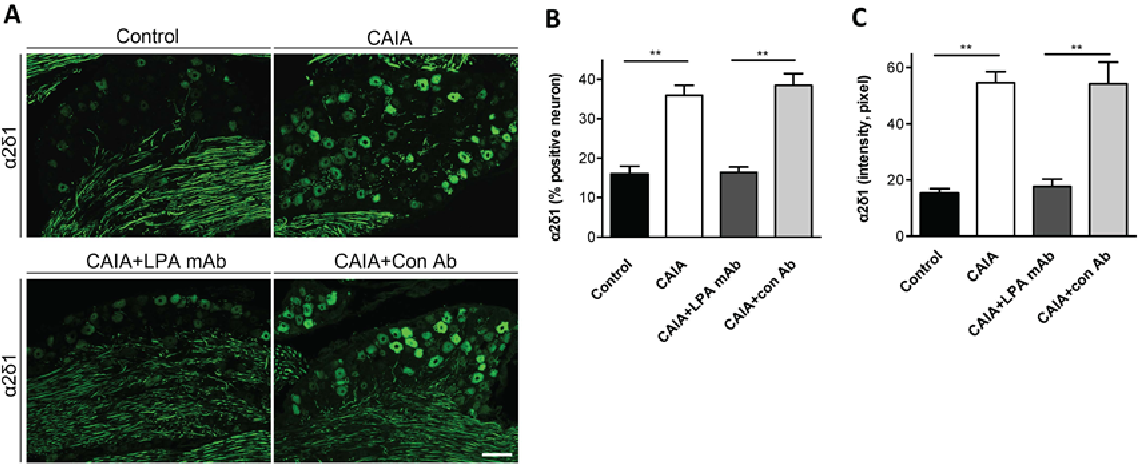 A
Control
CAIA
α2δ1
CAIA+LPA mAb
CAIA+Con Ab
α2δ1
B
**
**
α2δ1 (% positive neuron)
40
30
20
10
0
Control
CAIA
CAIA+LPA mAb
CAIA+con Ab
C
**
**
α2δ1 (intensity, pixel)
60
40
20
0
Control
CAIA
CAIA+LPA mAb
CAIA+con Ab